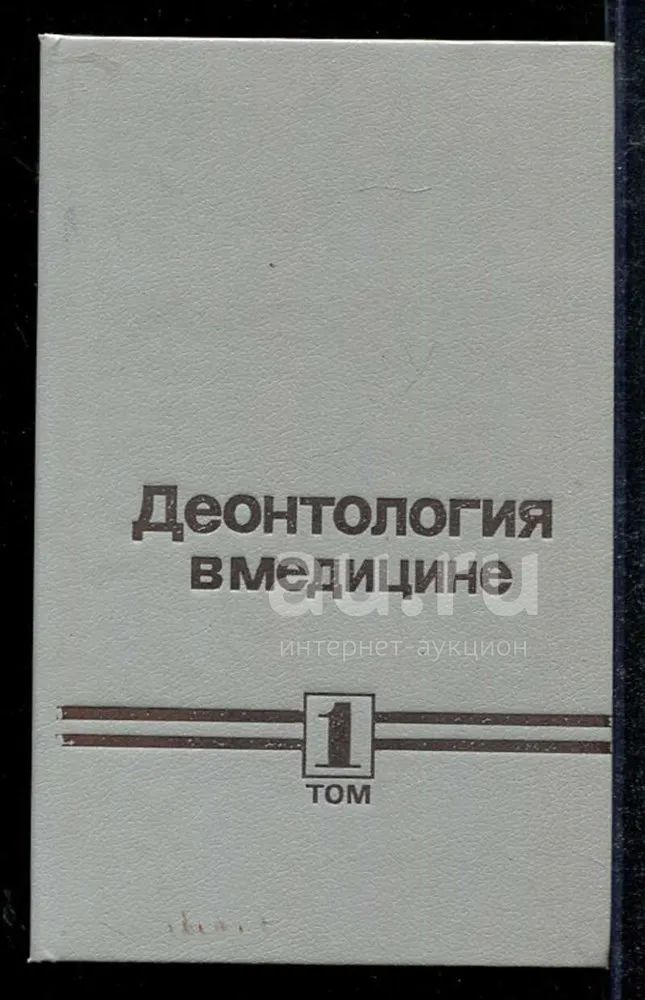 Деонтология
в медицине
au.ru
интернет-аукцион
1
ТОМ